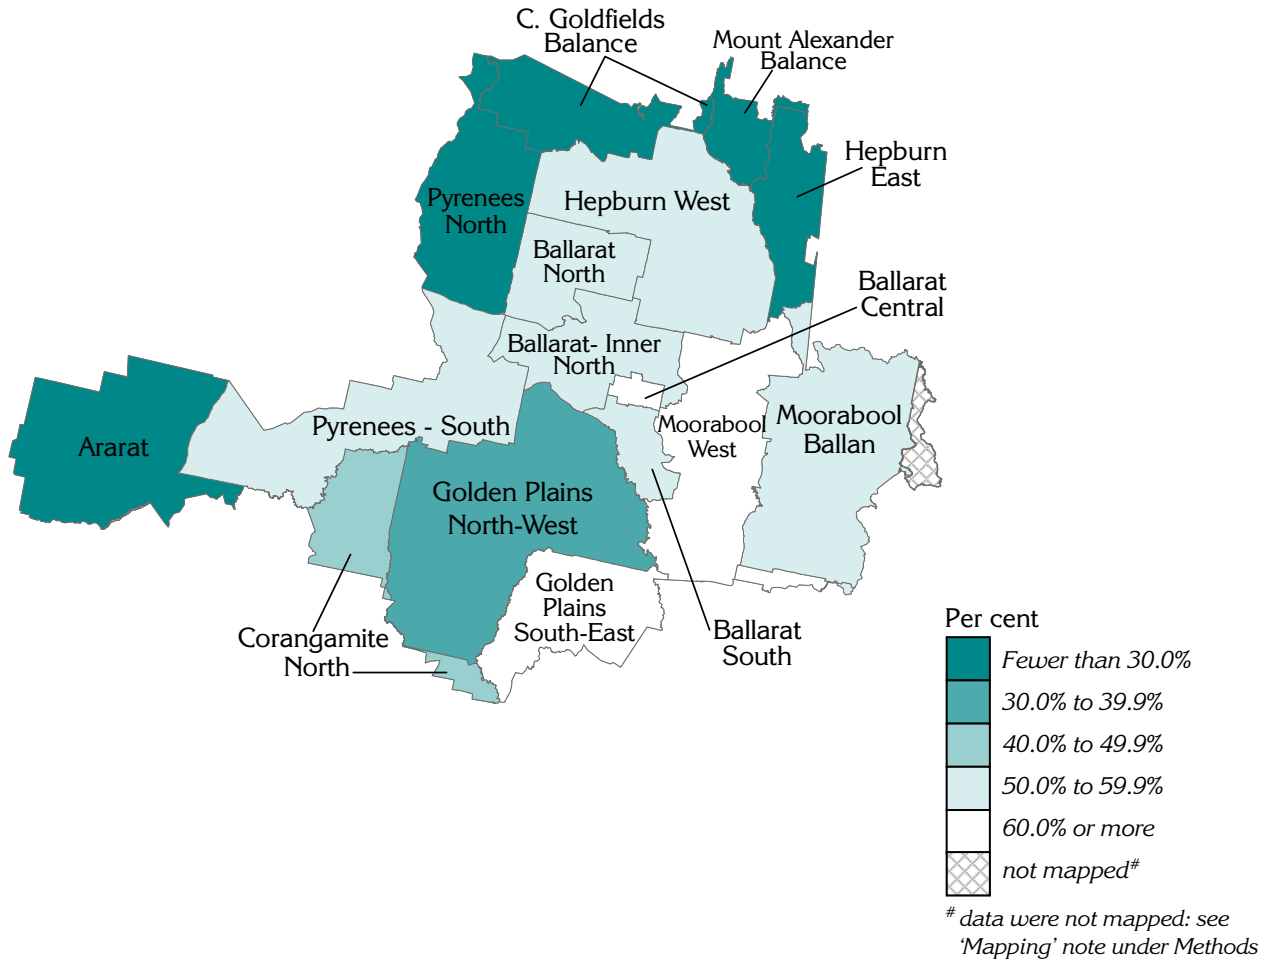 C. Goldfields
Balance
Mount Alexander
Balance
Hepburn
East
Pyrenees
North
Hepburn West
Ballarat
North
Ballarat
Central
Ballarat- Inner
North
Ararat
Pyrenees - South
Moorabool
West
Moorabool
Ballan
Golden Plains
North-West
Golden
Plains
South-East
Corangamite
North
Ballarat
South
Per cent
Fewer than 30.0%
30.0% to 39.9%
40.0% to 49.9%
50.0% to 59.9%
60.0% or more
not mapped#
# data were not mapped: see
‘Mapping’ note under Methods